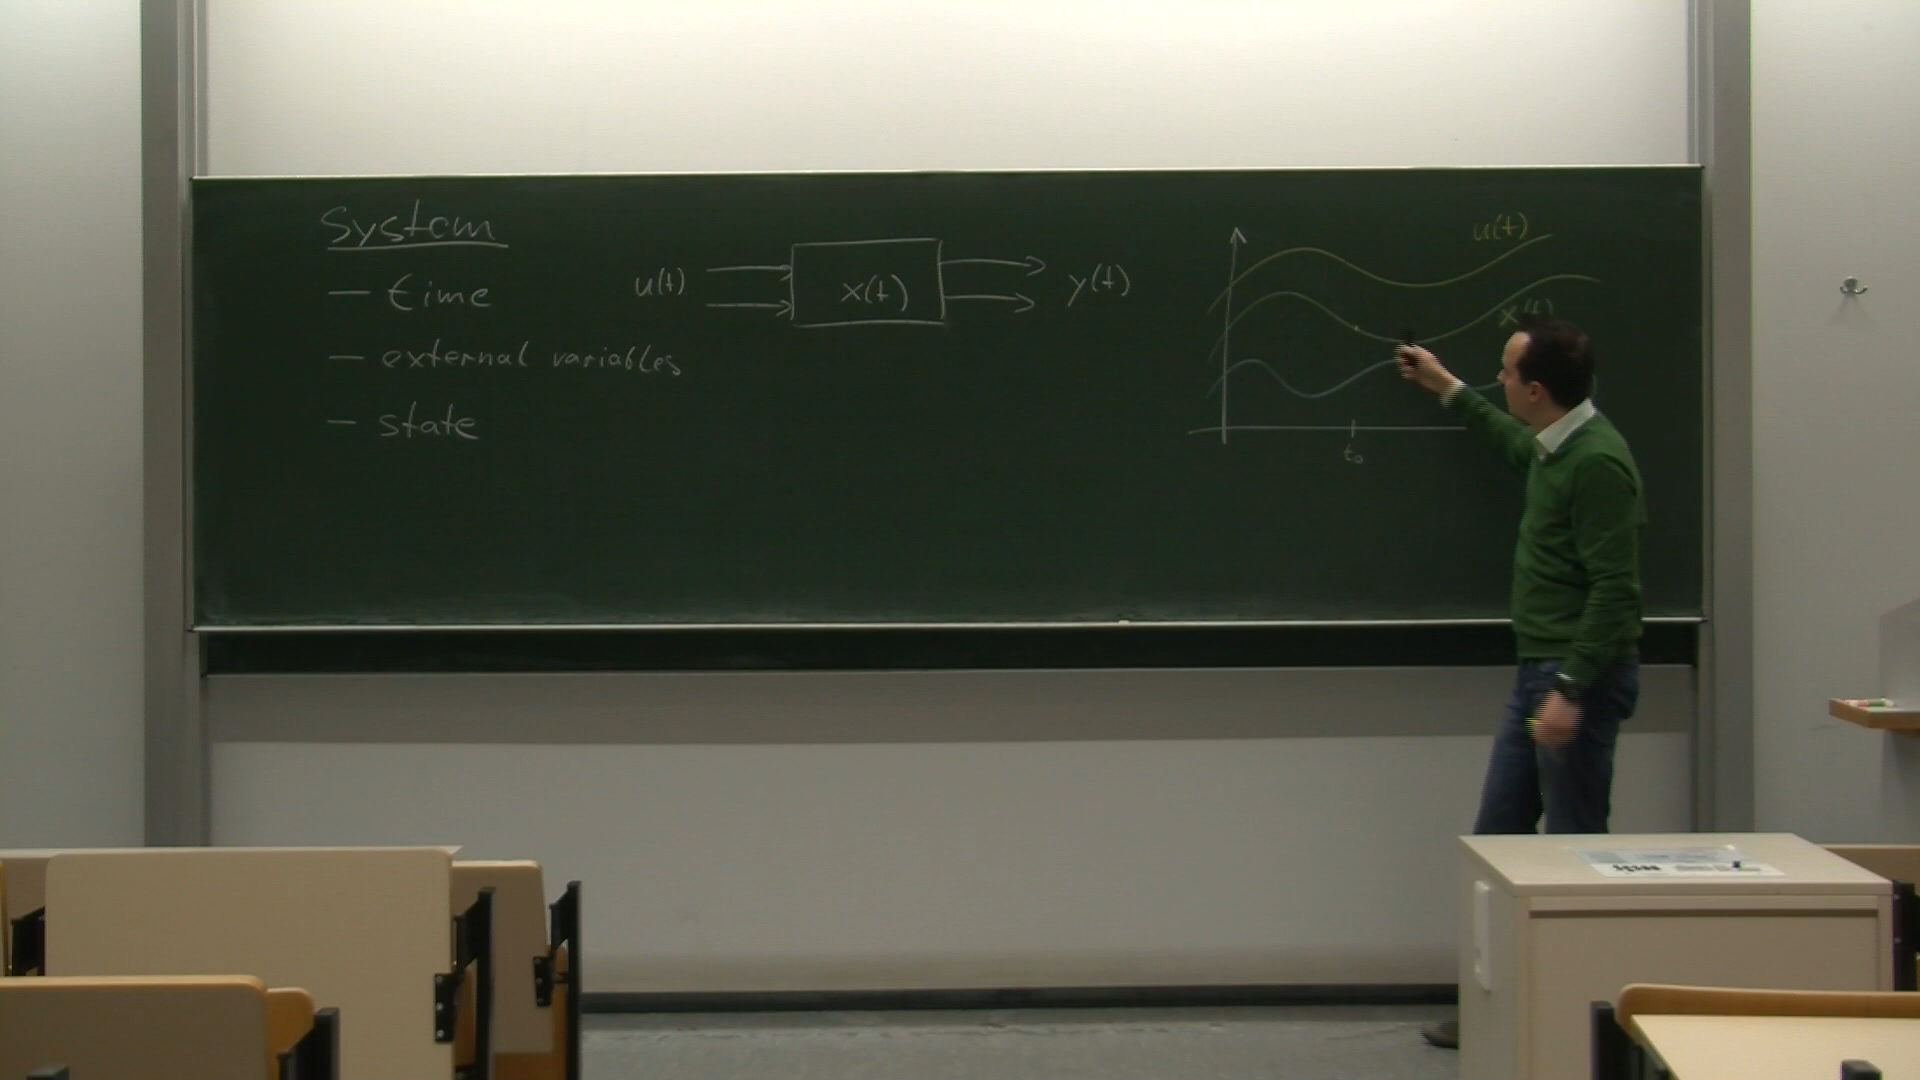 System
— time
— external variables
— state
u(t)
x(t)
y(t)
u(t)
x(t)
t₀